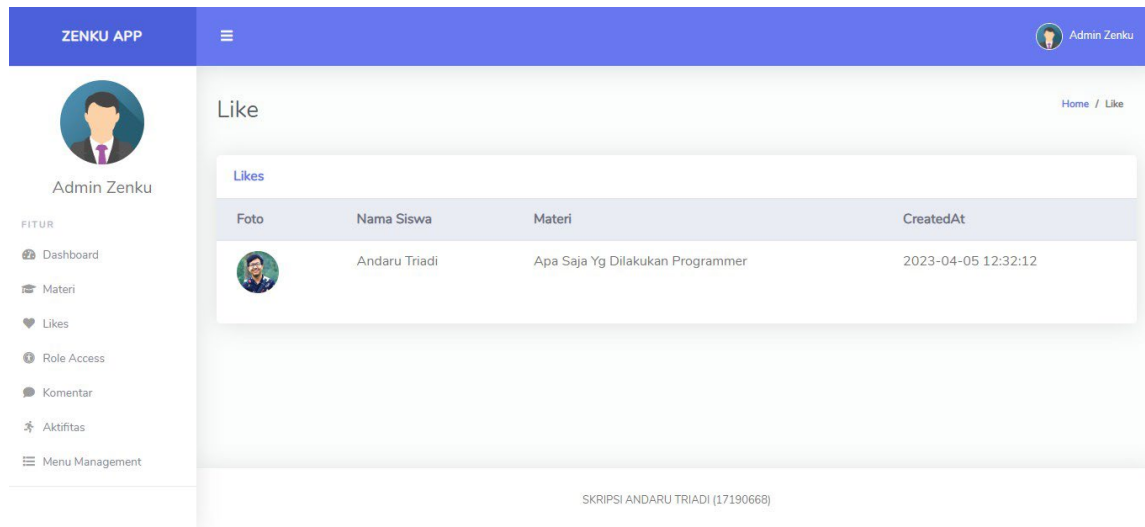 ZENKU APP
Admin Zenku
Admin Zenku
FITUR
Dashboard
Materi
Likes
Role Access
Komentar
Aktifitas
Menu Management
Like
Home / Like
Likes
Foto Nama Siswa Materi CreatedAt
Andaru Triadi Apa Saja Yg Dilakukan Programmer 2023-04-05 12:32:12
SKRIPSI ANDARU TRIADI (17190668)